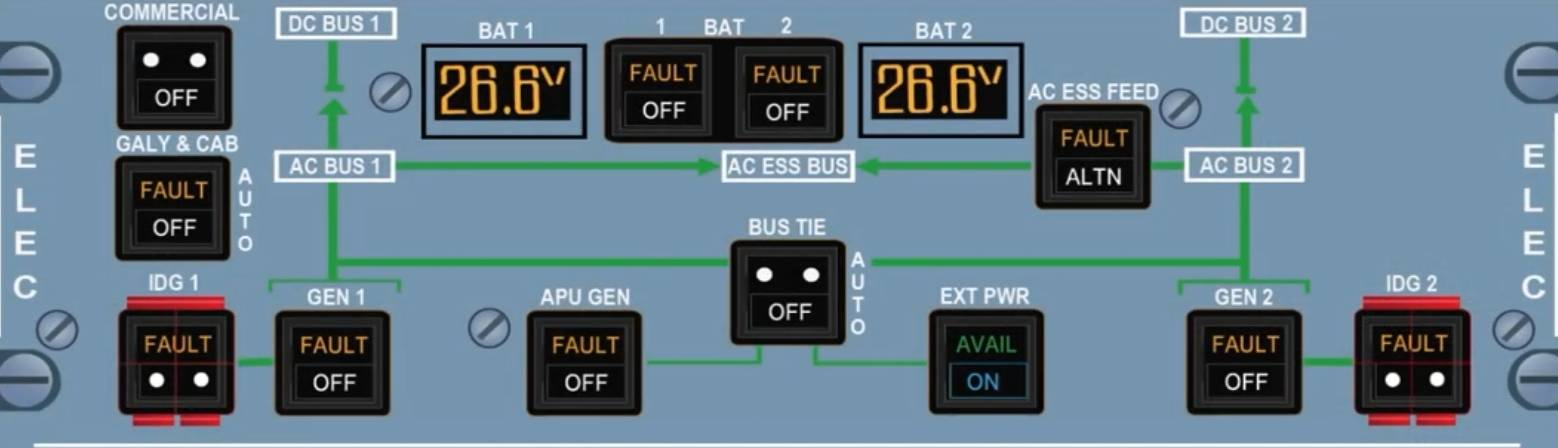 COMMERCIAL
OFF
DC BUS 1
BAT 1
26.6V
1 BAT 2
FAULT
OFF
FAULT
OFF
BAT 2
26.6V
DC BUS 2
AC ESS FEED
FAULT
ALTN
ELEC
GALY & CAB
FAULT
OFF
AUTO
AC BUS 1
AC ESS BUS
AC BUS 2
ELEC
BUS TIE
OFF
AUTO
IDG 1
FAULT
GEN 1
FAULT
OFF
APU GEN
FAULT
OFF
EXT PWR
AVAIL
ON
GEN 2
FAULT
OFF
IDG 2
FAULT